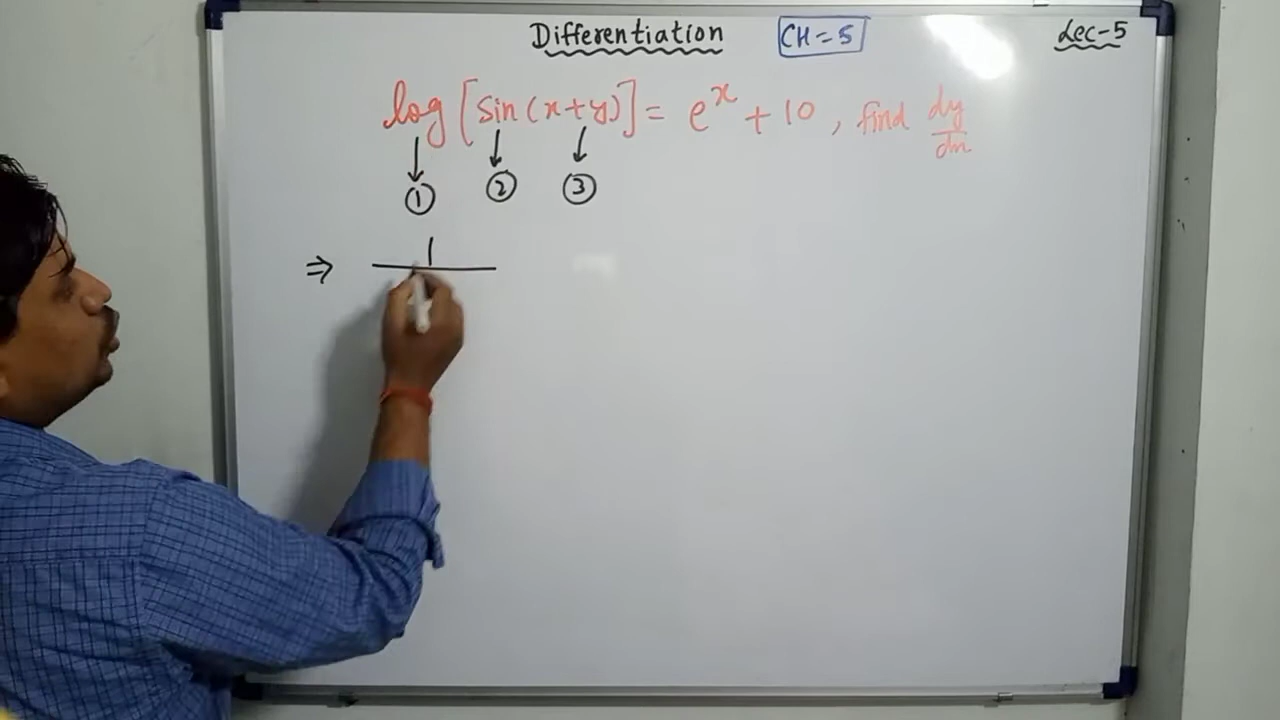 Differentiation CH=5 Lec-5
log [sin (x+y)] = e^x + 10, find dy/dx
↓ ↓ ↓
① ② ③
⇒ 1/